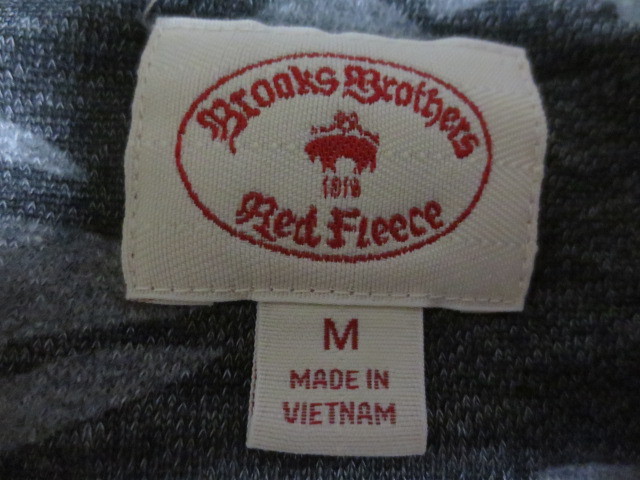 Brooks Brothers
1818
Red Fleece
M
MADE IN
VIETNAM